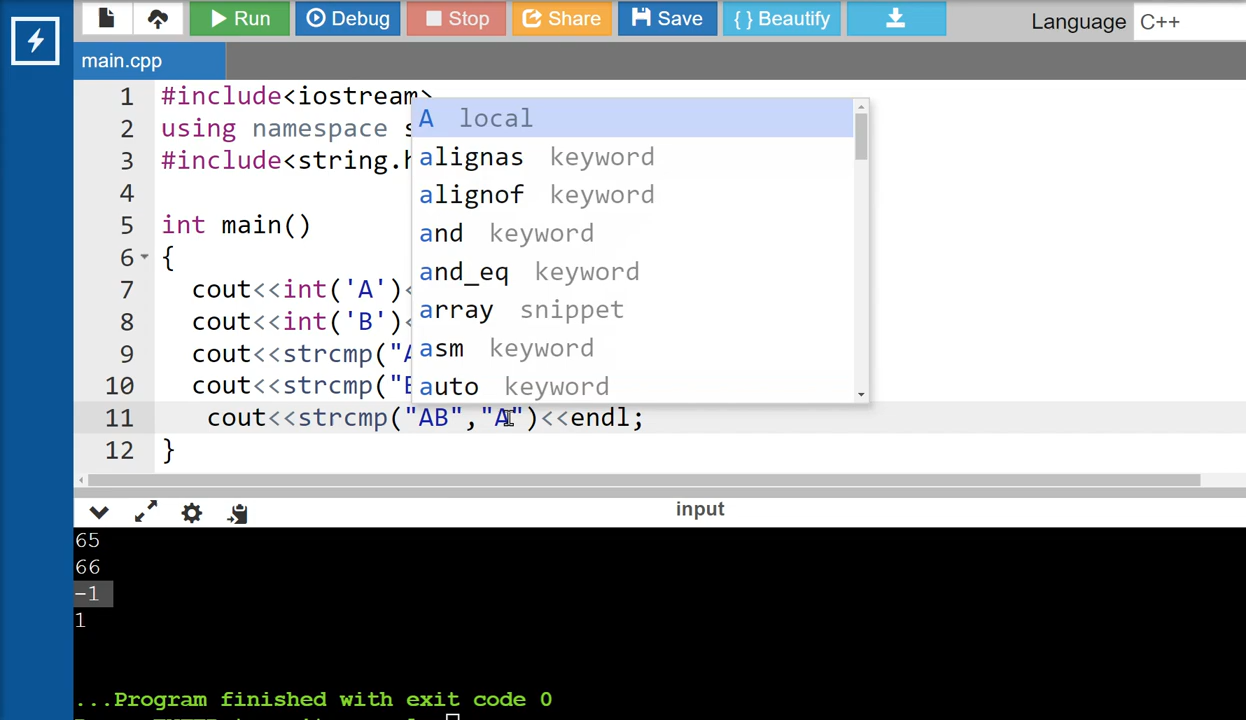 Run Debug Stop Share Save { } Beautify Language C++
main.cpp
1 #include<iostream>
2 using namespace s
3 #include<string.h
4
5 int main()
6 {
7 cout<<int('A')<
8 cout<<int('B')<
9 cout<<strcmp("A
10 cout<<strcmp("B
11 cout<<strcmp("AB","A")<<endl;
12 }
A local
alignas keyword
alignof keyword
and keyword
and_eq keyword
array snippet
asm keyword
auto keyword
input
65
66
-1
1
...Program finished with exit code 0